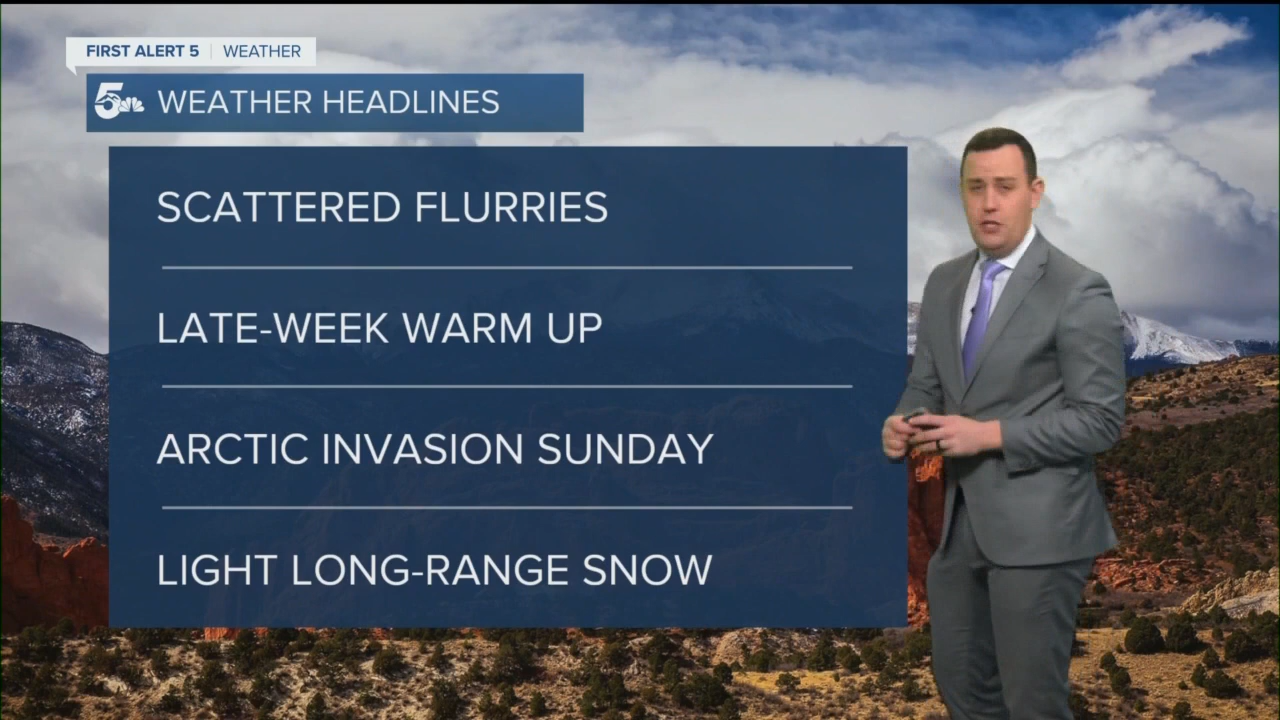 FIRST ALERT 5 | WEATHER
5 WEATHER HEADLINES
SCATTERED FLURRIES
LATE-WEEK WARM UP
ARCTIC INVASION SUNDAY
LIGHT LONG-RANGE SNOW